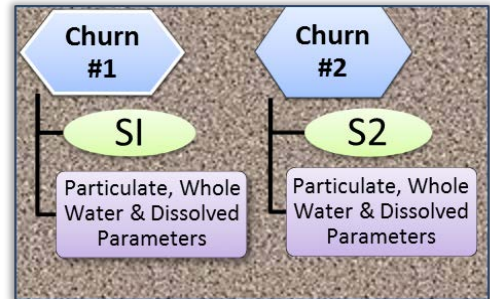 Churn
#1
SI
Particulate, Whole
Water & Dissolved
Parameters
Churn
#2
S2
Particulate, Whole
Water & Dissolved
Parameters